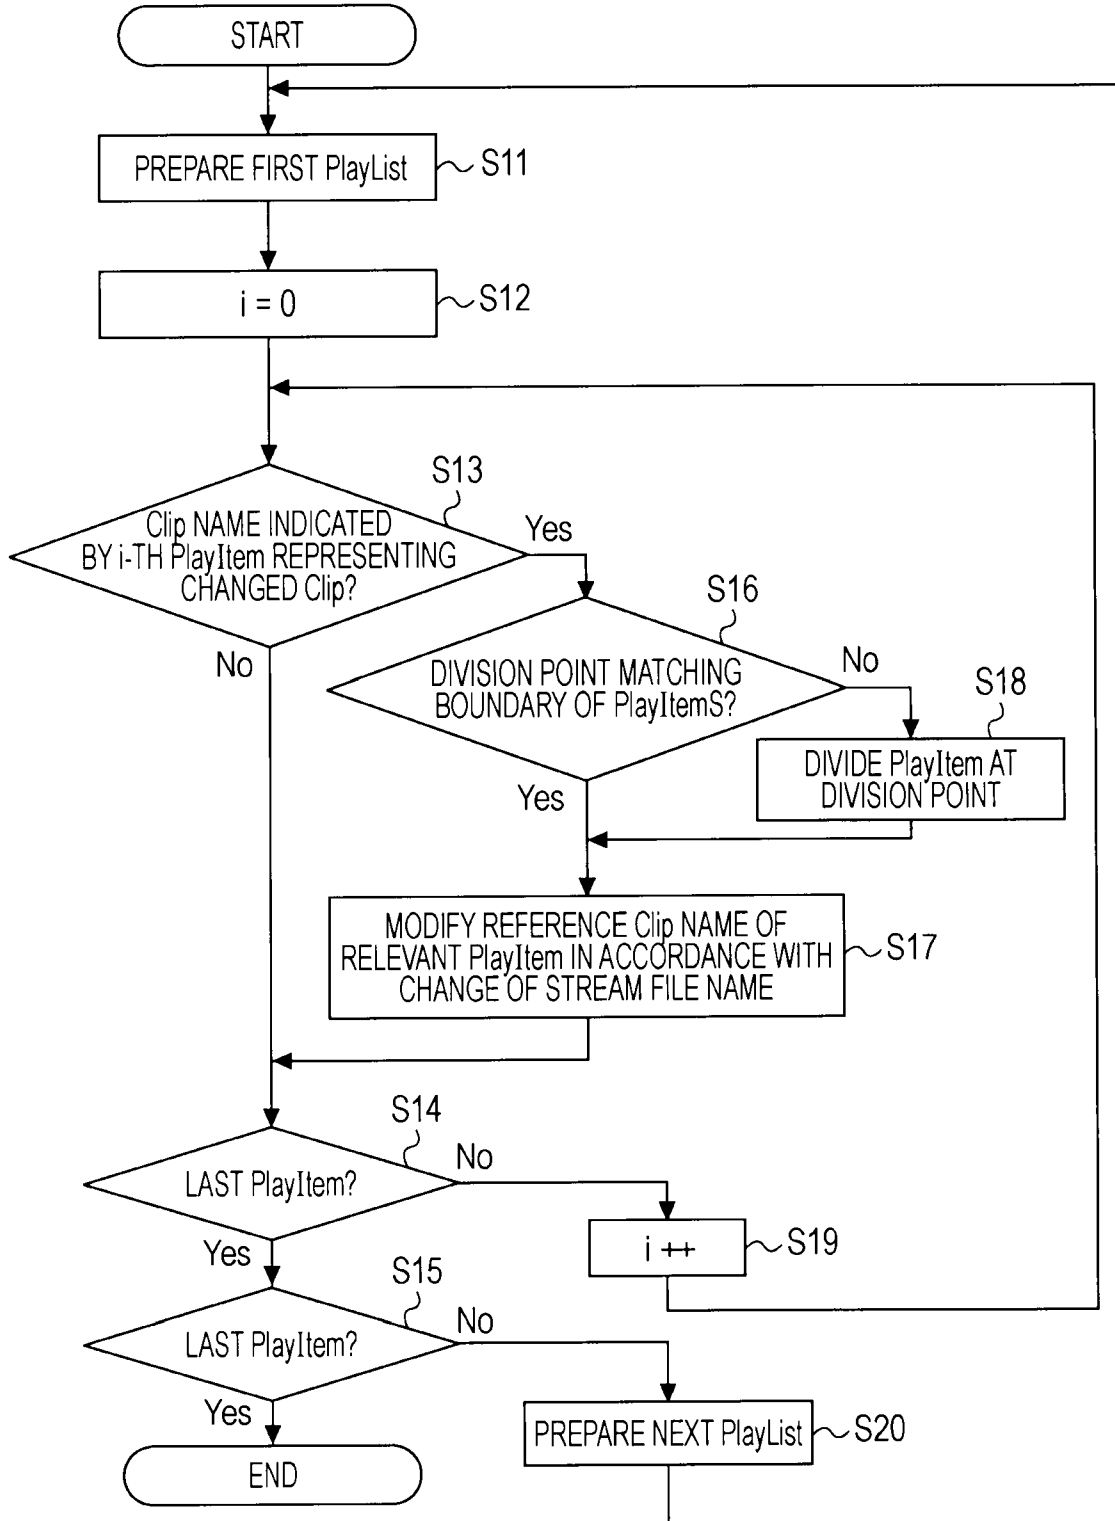 START
PREPARE FIRST PlayList
S11
i = 0
S12
S13
Clip NAME INDICATED
BY i-TH PlayItem REPRESENTING
CHANGED Clip?
Yes
No
S16
DIVISION POINT MATCHING
BOUNDARY OF PlayItemS?
No
Yes
S18
DIVIDE PlayItem AT
DIVISION POINT
MODIFY REFERENCE Clip NAME OF
RELEVANT PlayItem IN ACCORDANCE WITH
CHANGE OF STREAM FILE NAME
S17
S14
LAST PlayItem?
No
Yes
i ++
S19
S15
LAST PlayItem?
No
Yes
PREPARE NEXT PlayList
S20
END